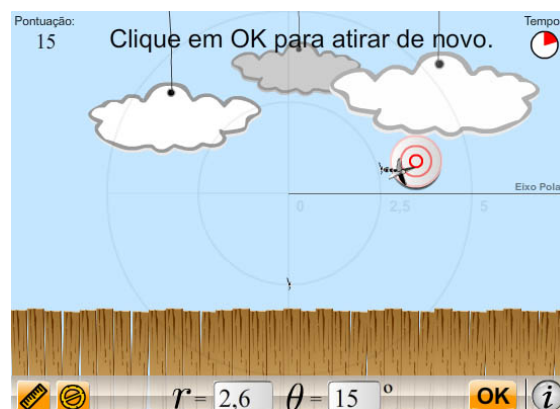 Pontuação:
15
Clique em OK para atirar de novo.
Tempo
Eixo Pola
0 2,5 5
r = 2,6 θ = 15 º OK i